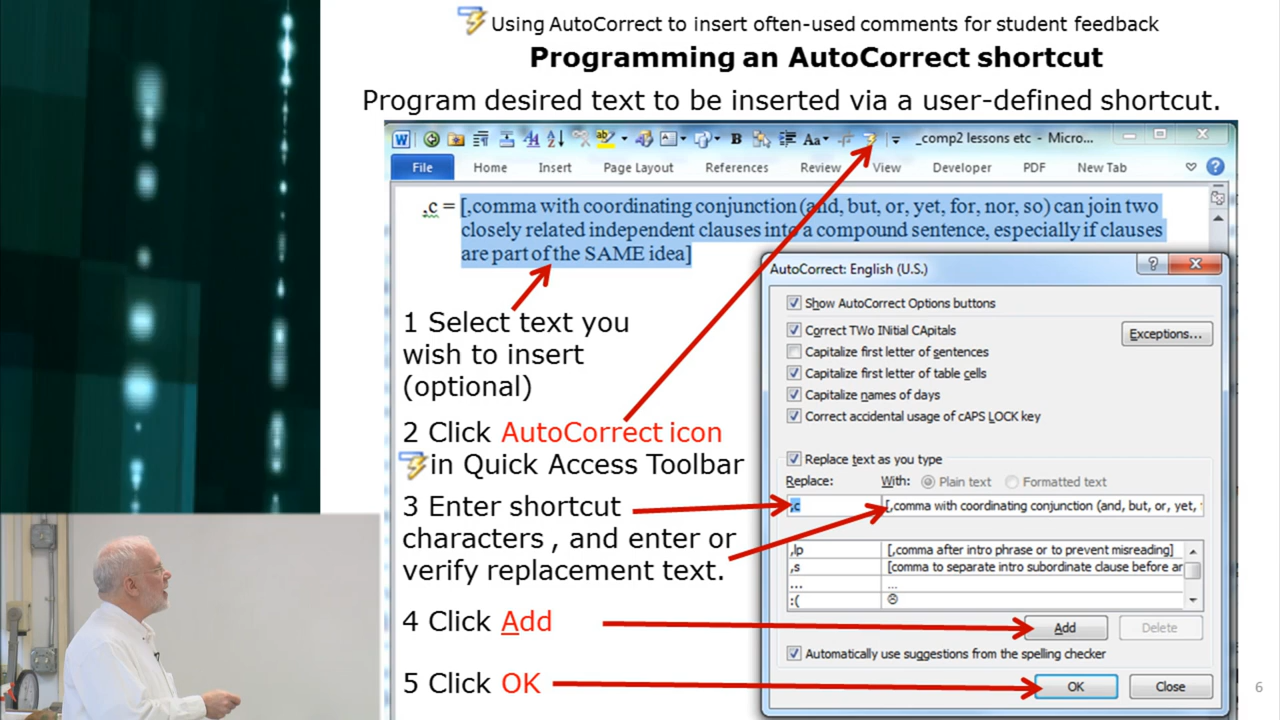 Using AutoCorrect to insert often-used comments for student feedback
Programming an AutoCorrect shortcut
Program desired text to be inserted via a user-defined shortcut.
_comp2 lessons etc - Micro...
File Home Insert Page Layout References Review View Developer PDF New Tab
,c = [,comma with coordinating conjunction (and, but, or, yet, for, nor, so) can join two
closely related independent clauses into a compound sentence, especially if clauses
are part of the SAME idea]
1 Select text you
wish to insert
(optional)
2 Click AutoCorrect icon
in Quick Access Toolbar
3 Enter shortcut
characters , and enter or
verify replacement text.
4 Click Add
5 Click OK
AutoCorrect: English (U.S.)
Show AutoCorrect Options buttons
Correct TWo INitial CApitals
Exceptions...
Capitalize first letter of sentences
Capitalize first letter of table cells
Capitalize names of days
Correct accidental usage of cAPS LOCK key
Replace text as you type
Replace: With: Plain text Formatted text
,c [,comma with coordinating conjunction (and, but, or, yet,
,lp [,comma after intro phrase or to prevent misreading]
,s [comma to separate intro subordinate clause before
... ...
:( ☹
Add Delete
Automatically use suggestions from the spelling checker
OK Close
6